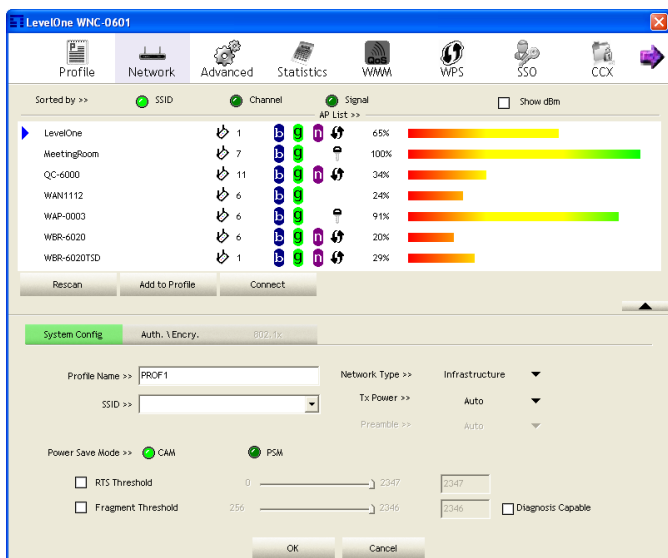 LevelOne WNC-0601
Profile Network Advanced Statistics WMM WPS SSO CCX
QoS
Sorted by >> SSID Channel Signal Show dBm
AP List >>
LevelOne 1 b g n 65%
MeetingRoom 7 b g 100%
QC-6000 11 b g n 34%
WAN1112 6 b g 24%
WAP-0003 6 b g 91%
WBR-6020 6 b g n 20%
WBR-6020TSD 1 b g n 29%
Rescan Add to Profile Connect
System Config Auth. \ Encry. 802.1x
Profile Name >> PROF1 Network Type >> Infrastructure
SSID >> Tx Power >> Auto
Preamble >> Auto
Power Save Mode >> CAM PSM
RTS Threshold 0 2347 2347
Fragment Threshold 256 2346 2346 Diagnosis Capable
OK Cancel